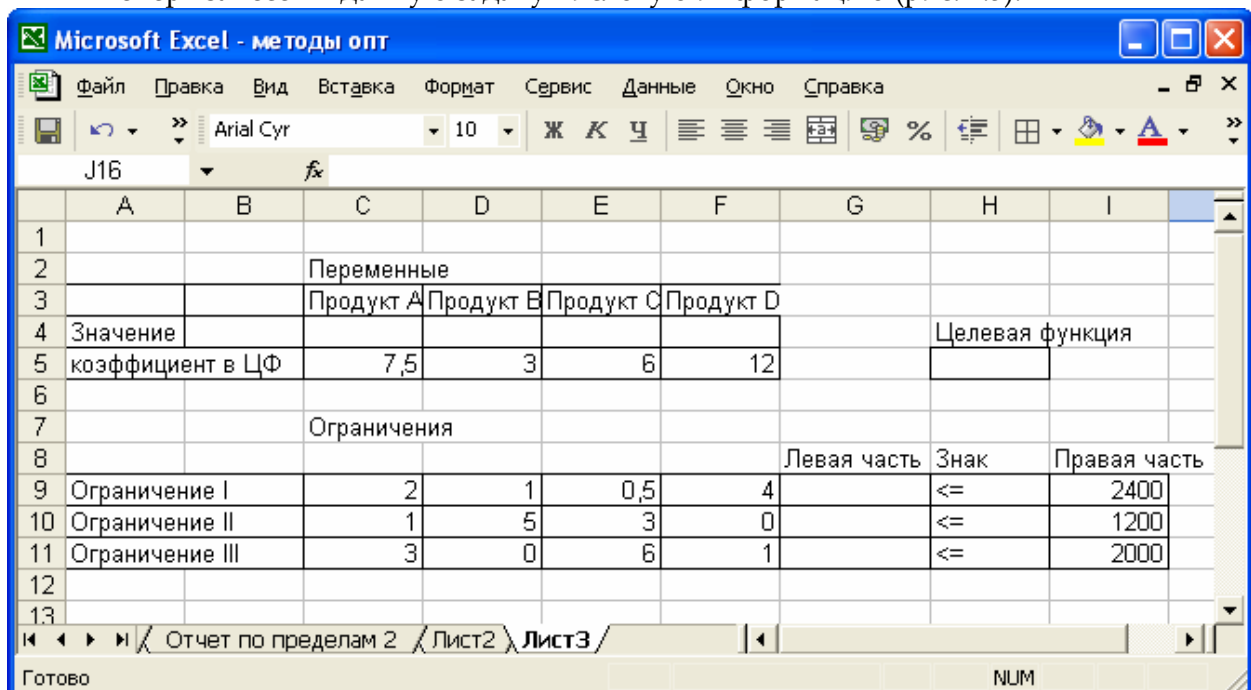 Microsoft Excel - методы опт
Файл Правка Вид Вставка Формат Сервис Данные Окно Справка
Arial Cyr 10 Ж К Ч %
J16 fx
A B C D E F G H I
1
2 Переменные
3 Продукт А Продукт В Продукт С Продукт D
4 Значение Целевая функция
5 коэффициент в ЦФ 7,5 3 6 12
6
7 Ограничения
8 Левая часть Знак Правая часть
9 Ограничение I 2 1 0,5 4 <= 2400
10 Ограничение II 1 5 3 0 <= 1200
11 Ограничение III 3 0 6 1 <= 2000
12
13
Отчет по пределам 2 Лист2 Лист3
Готово NUM